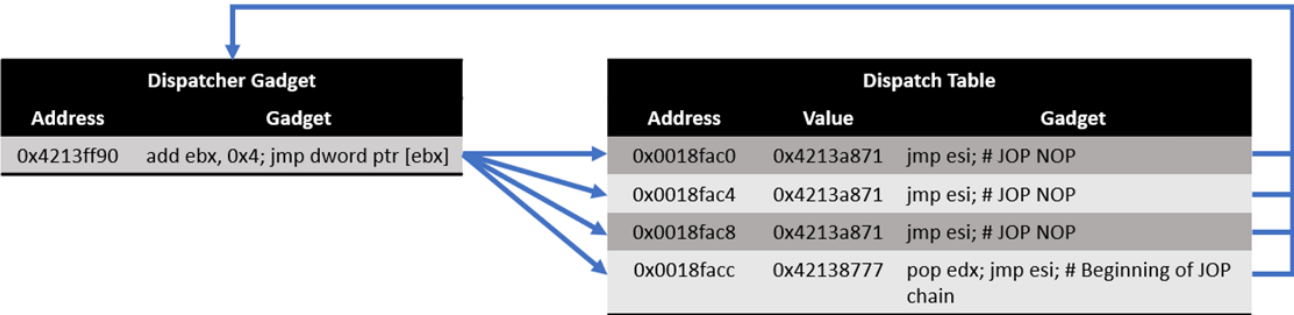 Dispatcher Gadget
Address Gadget
0x4213ff90 add ebx, 0x4; jmp dword ptr [ebx]
Dispatch Table
Address Value Gadget
0x0018fac0 0x4213a871 jmp esi; # JOP NOP
0x0018fac4 0x4213a871 jmp esi; # JOP NOP
0x0018fac8 0x4213a871 jmp esi; # JOP NOP
0x0018facc 0x42138777 pop edx; jmp esi; # Beginning of JOP
chain